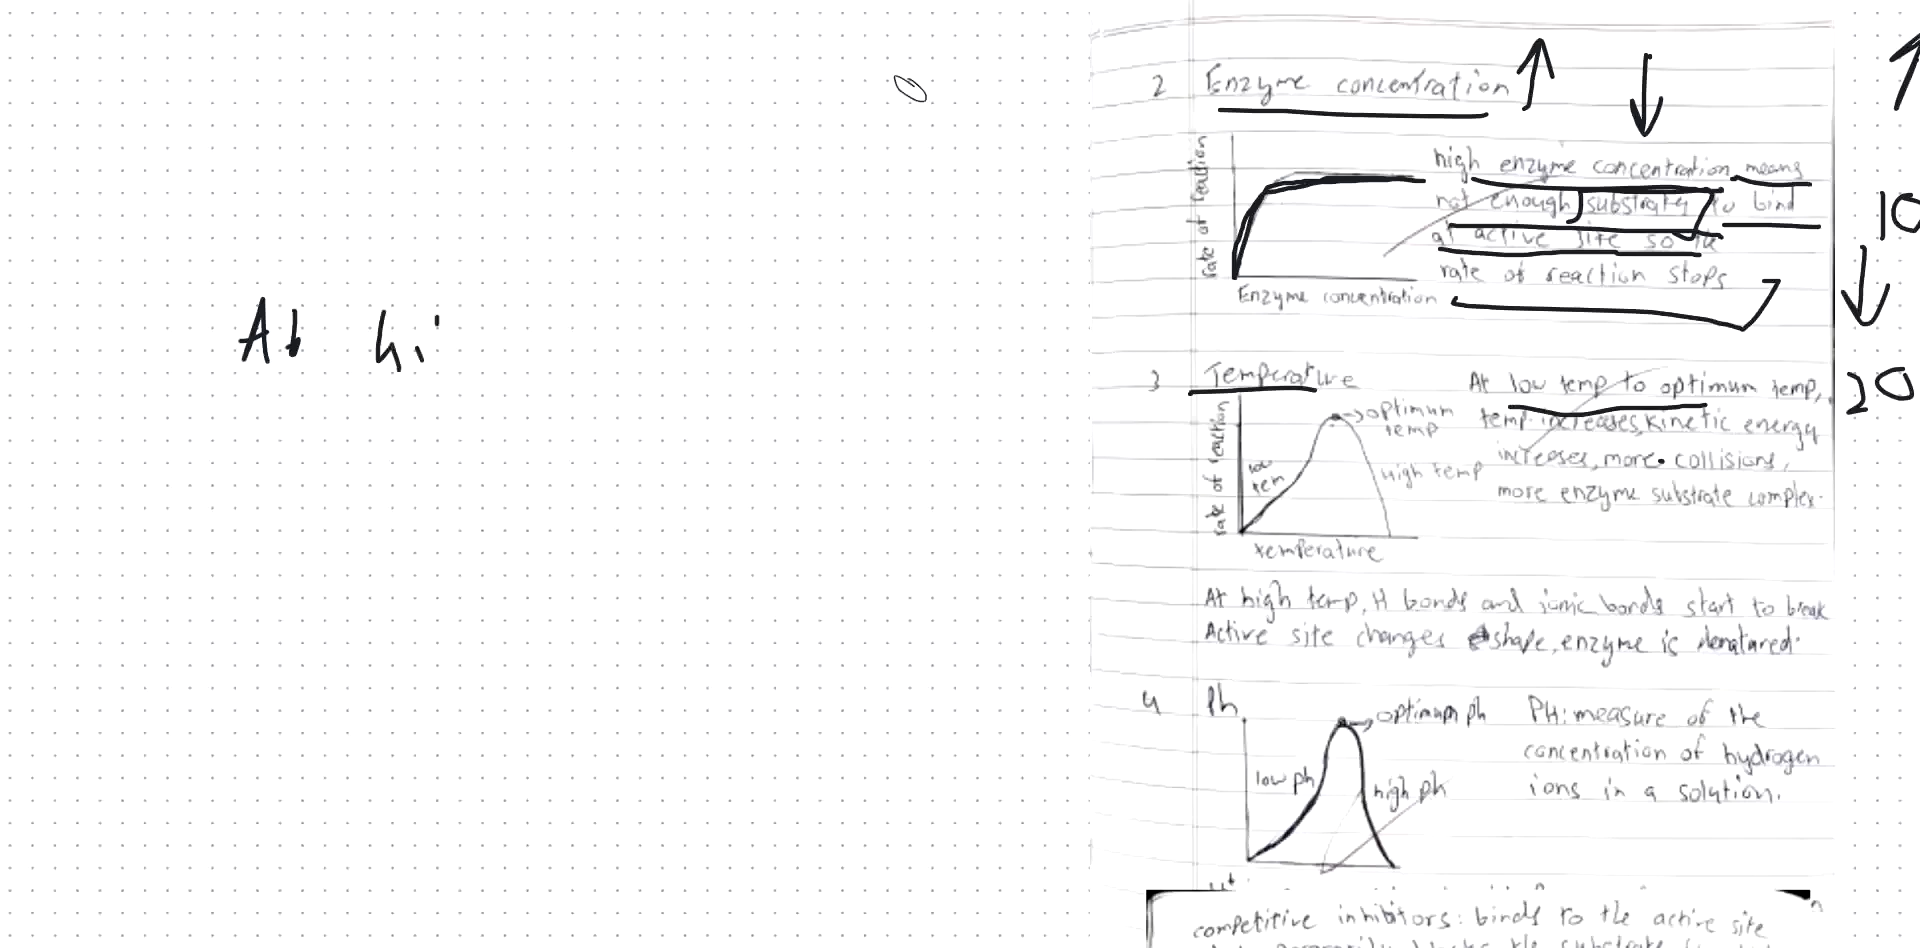 At hi
2 Enzyme concentration
rate of reaction
Enzyme concentration
high enzyme concentration means
not enough substrate to bind
at active site so the
rate of reaction stops
10
20
3 Temperature
rate of reaction
low
tem
optimum
temp
high temp
temperature
At low temp to optimum temp,
temp increases, kinetic energy
increases, more collisions,
more enzyme substrate complex.
At high temp, H bonds and ionic bonds start to break
Active site changes shape, enzyme is denatured.
4 Ph
optimum ph
low ph
high ph
PH: measure of the
concentration of hydrogen
ions in a solution.
competitive inhibitors: binds to the active site